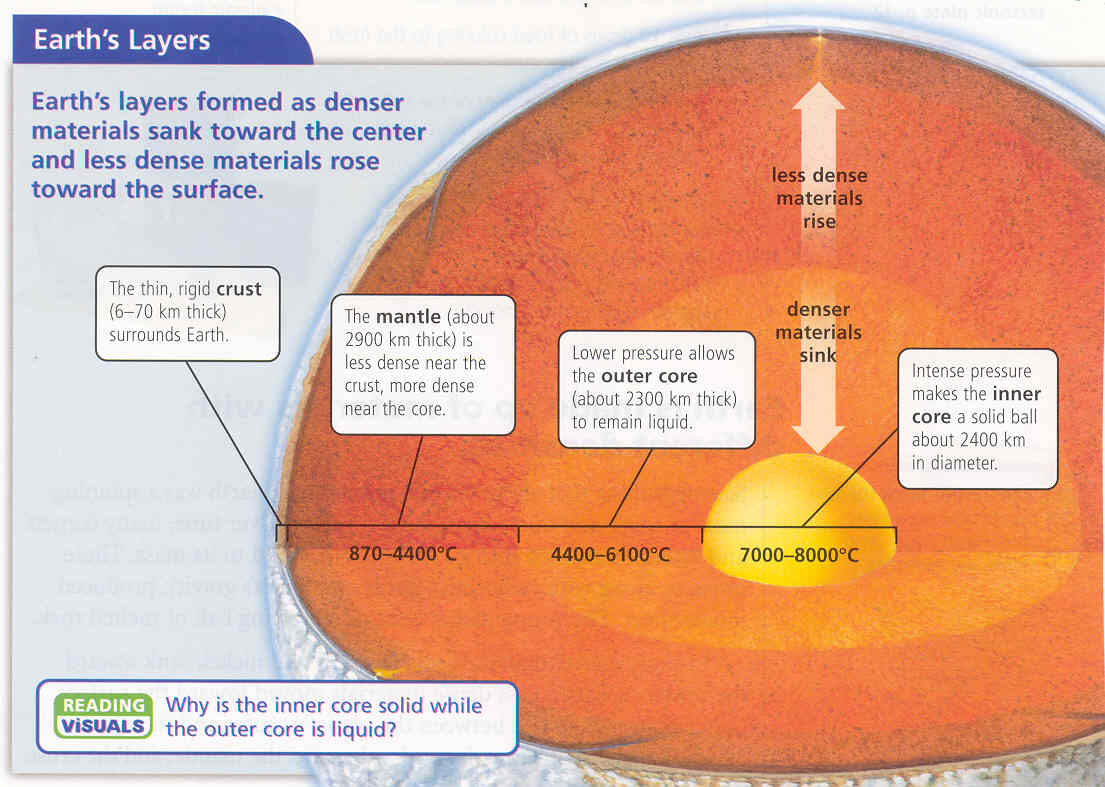 Earth's Layers
Earth's layers formed as denser
materials sank toward the center
and less dense materials rose
toward the surface.
less dense
materials
rise
denser
materials
sink
The thin, rigid crust
(6–70 km thick)
surrounds Earth.
The mantle (about
2900 km thick) is
less dense near the
crust, more dense
near the core.
Lower pressure allows
the outer core
(about 2300 km thick)
to remain liquid.
Intense pressure
makes the inner
core a solid ball
about 2400 km
in diameter.
870–4400°C
4400–6100°C
7000–8000°C
READING
ViSUALS
Why is the inner core solid while
the outer core is liquid?